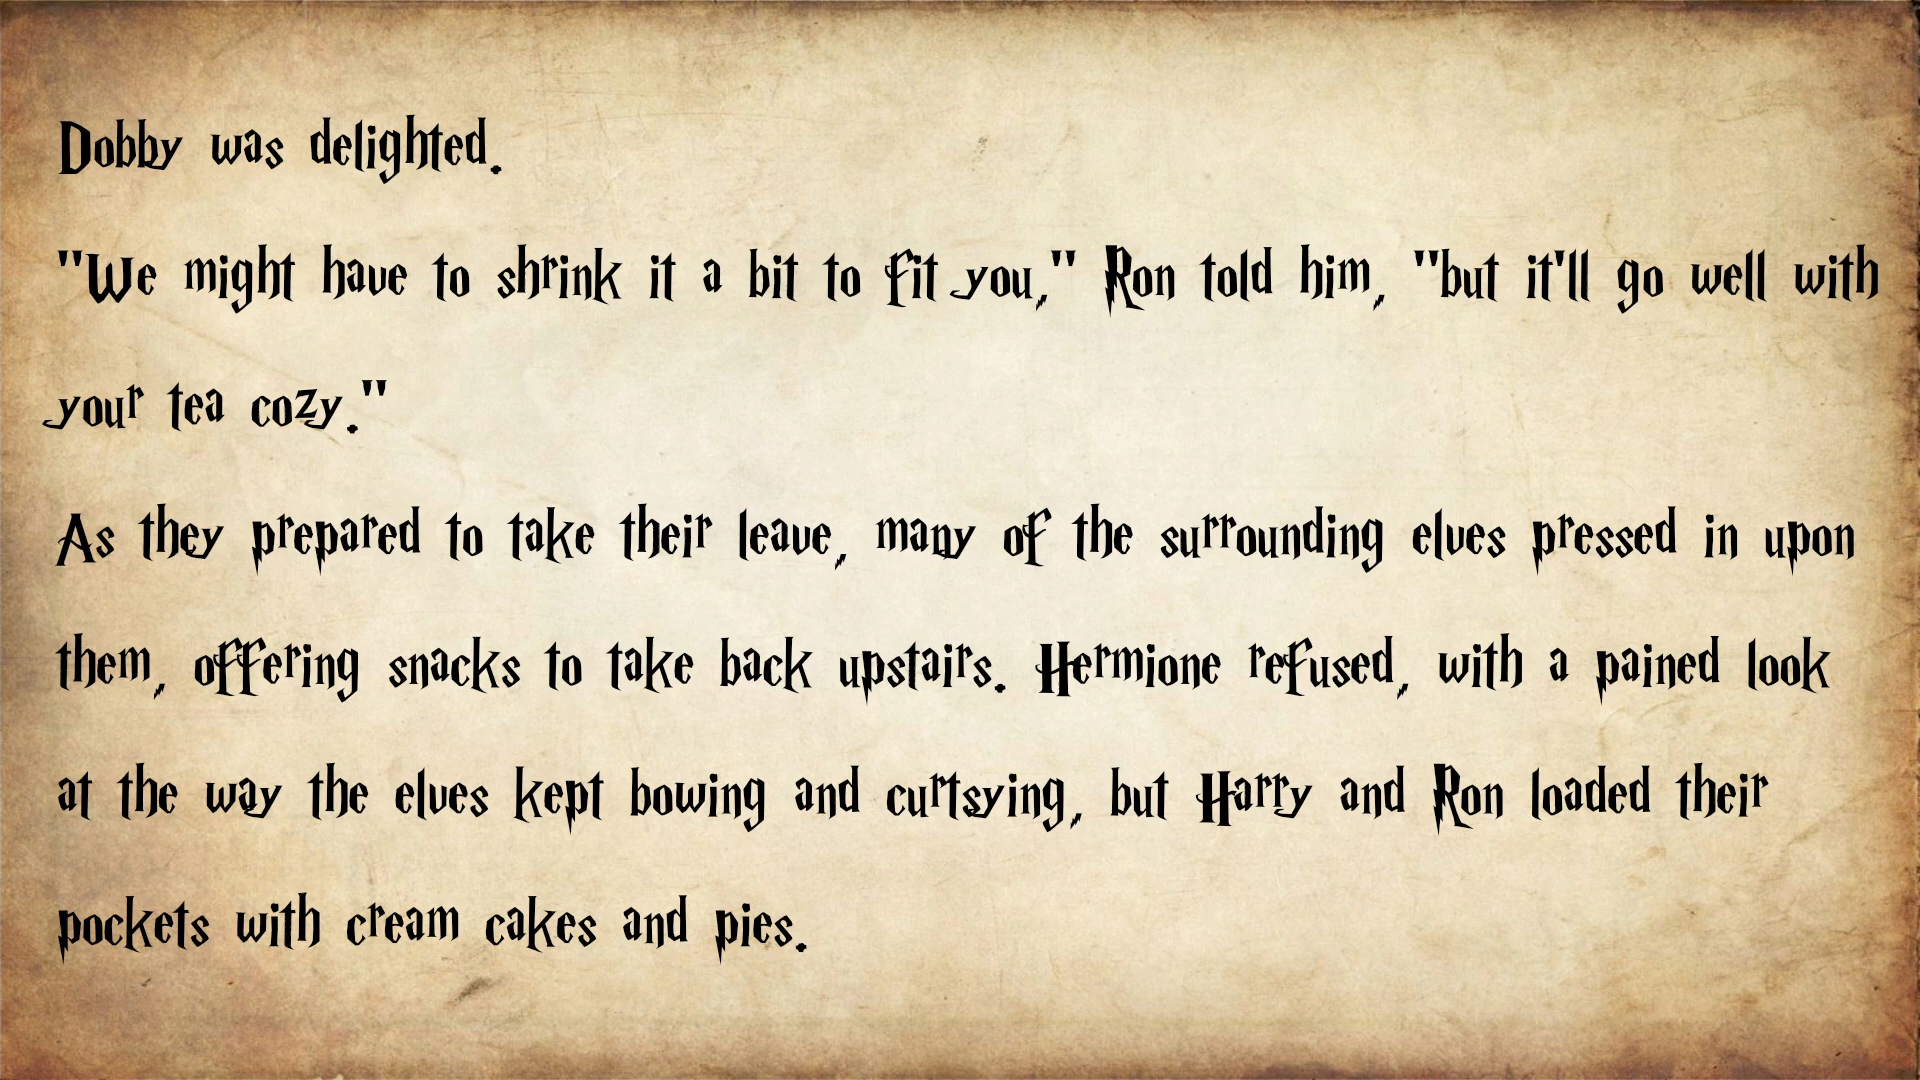 Dobby was delighted.
"We might have to shrink it a bit to fit you," Ron told him, "but it'll go well with
your tea cozy."
As they prepared to take their leave, many of the surrounding elves pressed in upon
them, offering snacks to take back upstairs. Hermione refused, with a pained look
at the way the elves kept bowing and curtsying, but Harry and Ron loaded their
pockets with cream cakes and pies.